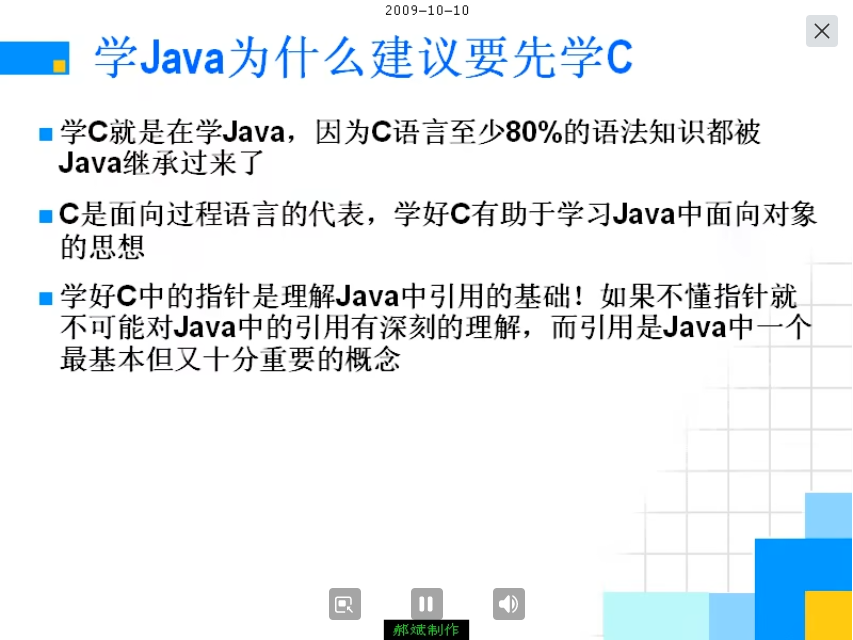 2009-10-10
学Java为什么建议要先学C
学C就是在学Java，因为C语言至少80%的语法知识都被
Java继承过来了
C是面向过程语言的代表，学好C有助于学习Java中面向对象
的思想
学好C中的指针是理解Java中引用的基础！如果不懂指针就
不可能对Java中的引用有深刻的理解，而引用是Java中一个
最基本但又十分重要的概念
郝斌制作